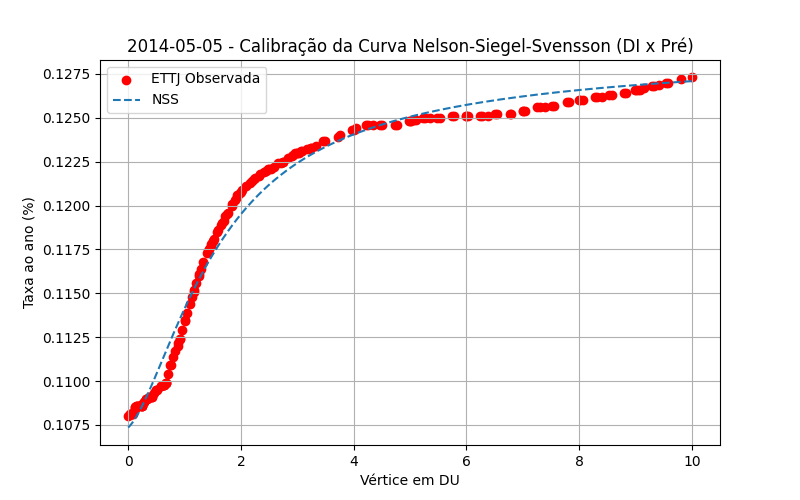 2014-05-05 - Calibração da Curva Nelson-Siegel-Svensson (DI x Pré)
ETTJ Observada
NSS
Taxa ao ano (%)
0.1275
0.1250
0.1225
0.1200
0.1175
0.1150
0.1125
0.1100
0.1075
0 2 4 6 8 10
Vértice em DU